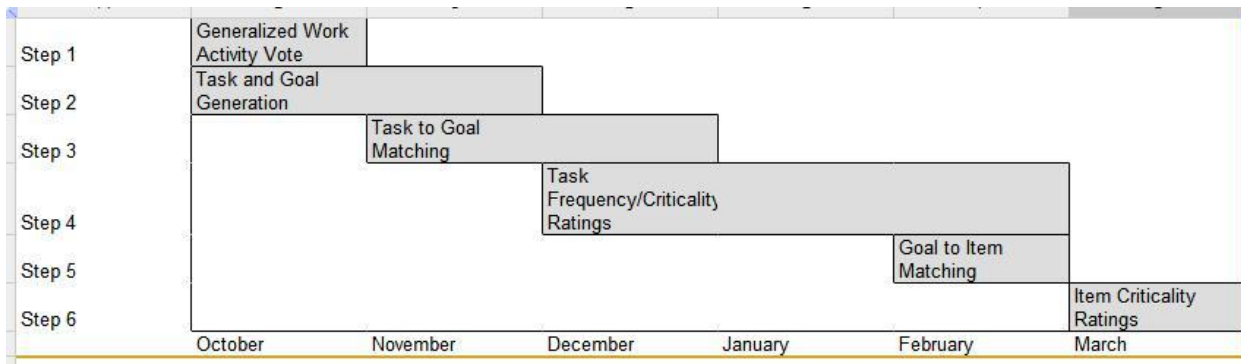 Generalized Work
Step 1 Activity Vote
Task and Goal
Step 2 Generation
Task to Goal
Step 3 Matching
Task
Frequency/Criticality
Step 4 Ratings
Goal to Item
Step 5 Matching
Item Criticality
Step 6 Ratings
October November December January February March